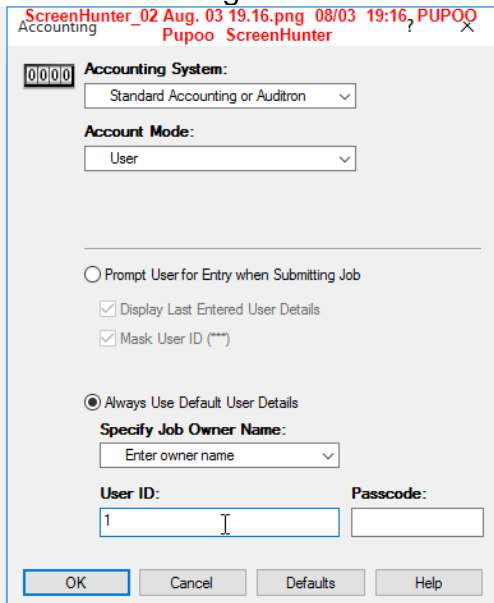 ScreenHunter_02 Aug. 03 19.16.png 08/03 19:16, PUPOO
Accounting ? X
Pupoo ScreenHunter
0000 Accounting System:
Standard Accounting or Auditron
Account Mode:
User
Prompt User for Entry when Submitting Job
Display Last Entered User Details
Mask User ID (***)
Always Use Default User Details
Specify Job Owner Name:
Enter owner name
User ID: Passcode:
1
OK Cancel Defaults Help